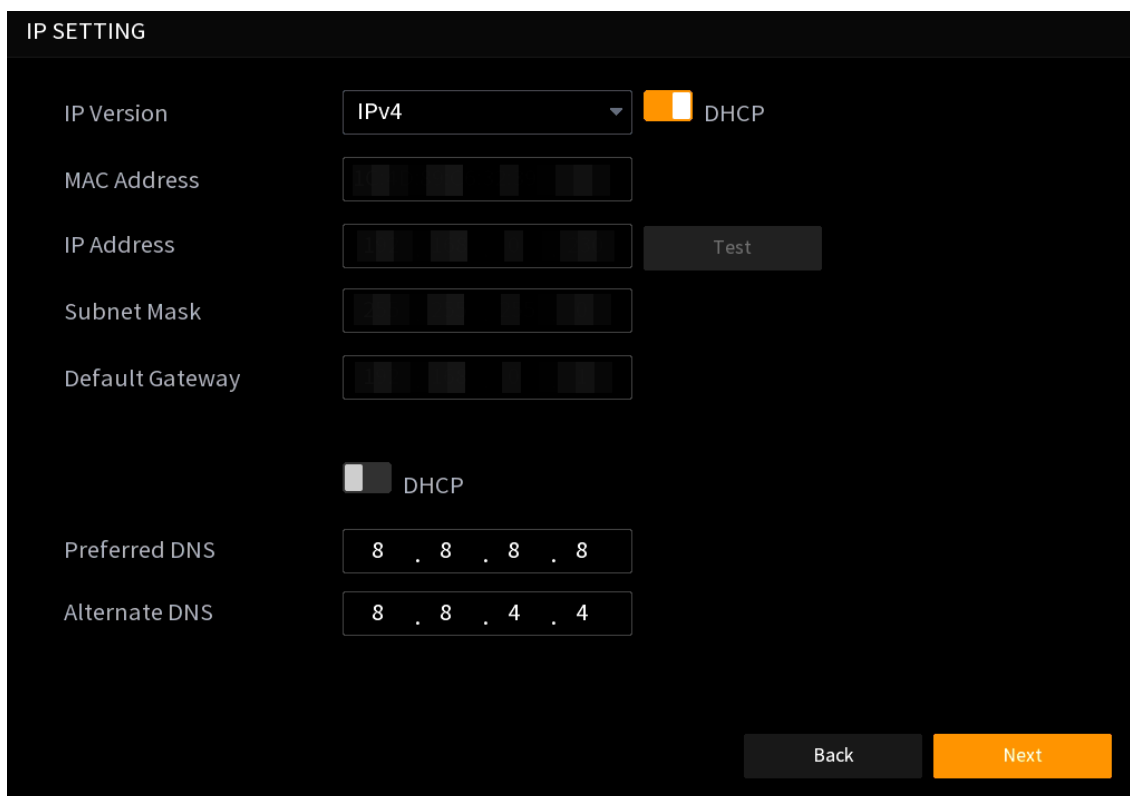 IP SETTING
IP Version IPv4 DHCP
MAC Address
IP Address Test
Subnet Mask
Default Gateway
DHCP
Preferred DNS 8 . 8 . 8 . 8
Alternate DNS 8 . 8 . 4 . 4
Back Next